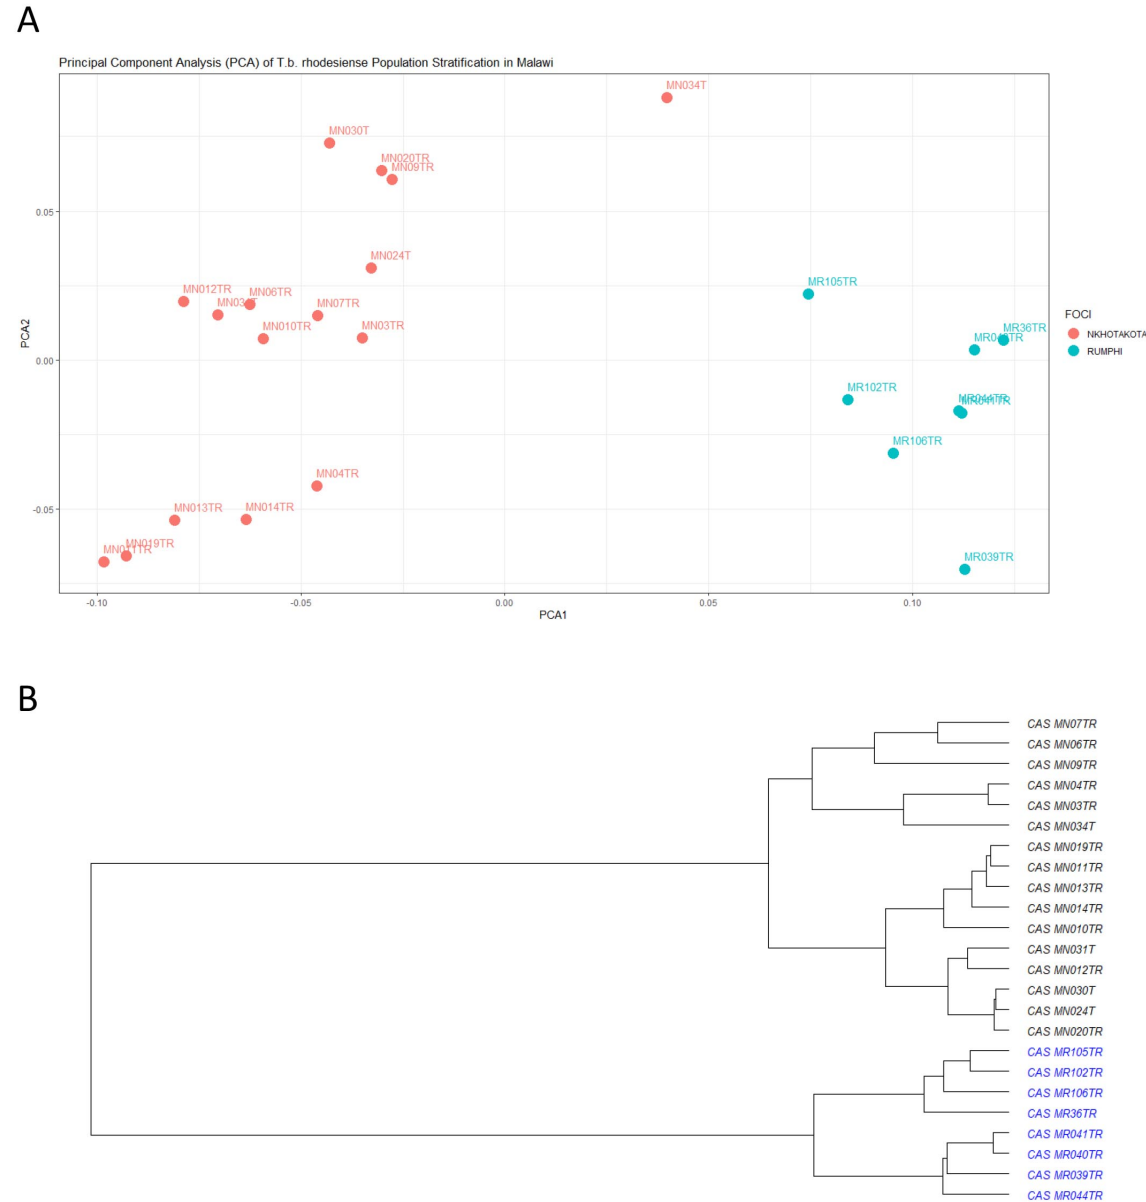 A
Principal Component Analysis (PCA) of T.b. rhodesiense Population Stratification in Malawi
MN034T
MN030T
MN020TR
MN09TR
0.05
MN024T
MR105TR
MN012TR
MN06TR
MN07TR
FOCI
MR36TR
NKHOTAKOTA
MN010TR
MN03TR
RUMPHI
PCA2
0.00
MR102TR
MR041TR
MR106TR
MN04TR
MN013TR
MN014TR
-0.05
MN019TR
MN011TR
MR039TR
-0.10
-0.05
0.00
0.05
0.10
PCA1
B
CAS MN07TR
CAS MN06TR
CAS MN09TR
CAS MN04TR
CAS MN03TR
CAS MN034T
CAS MN019TR
CAS MN011TR
CAS MN013TR
CAS MN014TR
CAS MN010TR
CAS MN031T
CAS MN012TR
CAS MN030T
CAS MN024T
CAS MN020TR
CAS MR105TR
CAS MR102TR
CAS MR106TR
CAS MR36TR
CAS MR041TR
CAS MR040TR
CAS MR039TR
CAS MR044TR